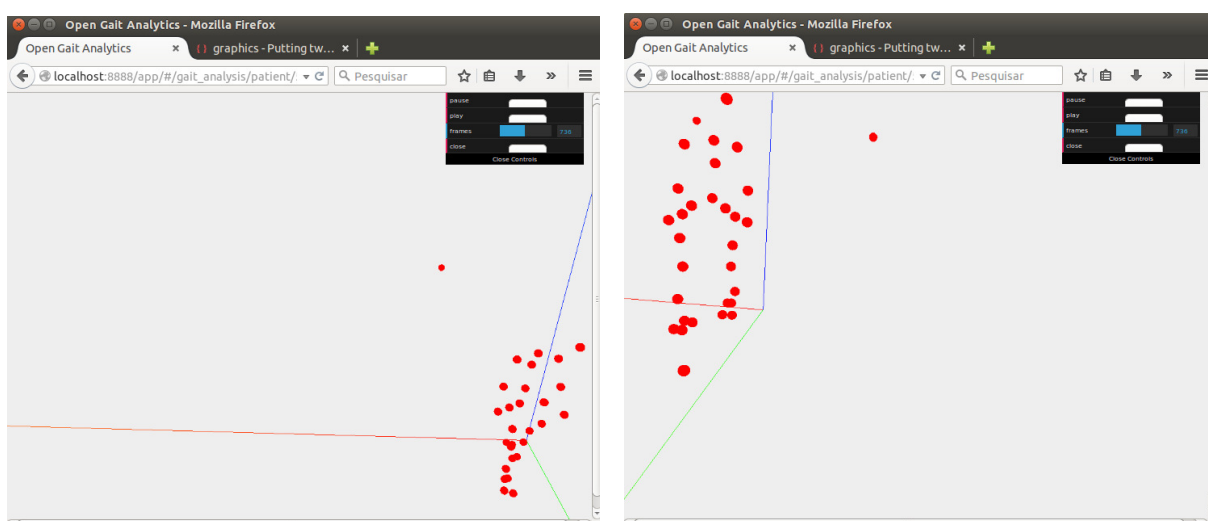 Open Gait Analytics - Mozilla Firefox
Open Gait Analytics × graphics - Putting tw... ×
localhost:8888/app/#/gait_analysis/patient/ Pesquisar
pause
play
frames 738
close
Close Controls
Open Gait Analytics - Mozilla Firefox
Open Gait Analytics × graphics - Putting tw... ×
localhost:8888/app/#/gait_analysis/patient/ Pesquisar
pause
play
frames 738
close
Close Controls